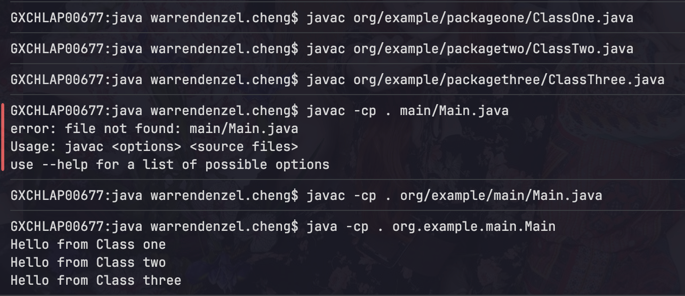 GXCHLAP00677:java warrendenzel.cheng$ javac org/example/packageone/ClassOne.java
GXCHLAP00677:java warrendenzel.cheng$ javac org/example/packagetwo/ClassTwo.java
GXCHLAP00677:java warrendenzel.cheng$ javac org/example/packagethree/ClassThree.java
GXCHLAP00677:java warrendenzel.cheng$ javac -cp . main/Main.java
error: file not found: main/Main.java
Usage: javac <options> <source files>
use --help for a list of possible options
GXCHLAP00677:java warrendenzel.cheng$ javac -cp . org/example/main/Main.java
GXCHLAP00677:java warrendenzel.cheng$ java -cp . org.example.main.Main
Hello from Class one
Hello from Class two
Hello from Class three